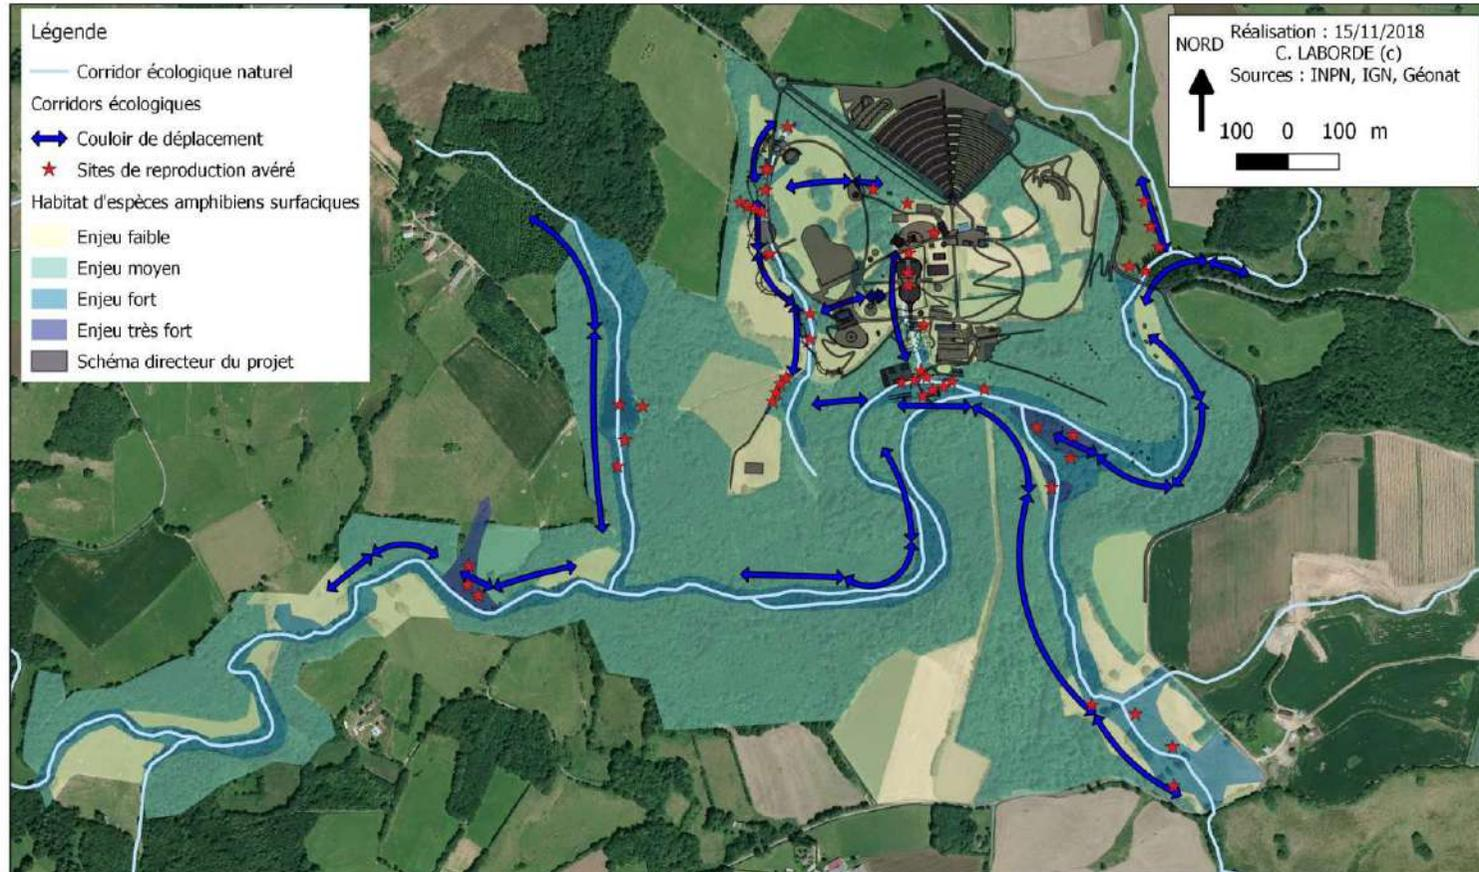 Légende
Corridor écologique naturel
Corridors écologiques
Couloir de déplacement
Sites de reproduction avéré
Habitat d'espèces amphibiens surfaciques
Enjeu faible
Enjeu moyen
Enjeu fort
Enjeu très fort
Schéma directeur du projet
Réalisation : 15/11/2018
NORD
C. LABORDE (c)
Sources : INPN, IGN, Géonat
100 0 100 m